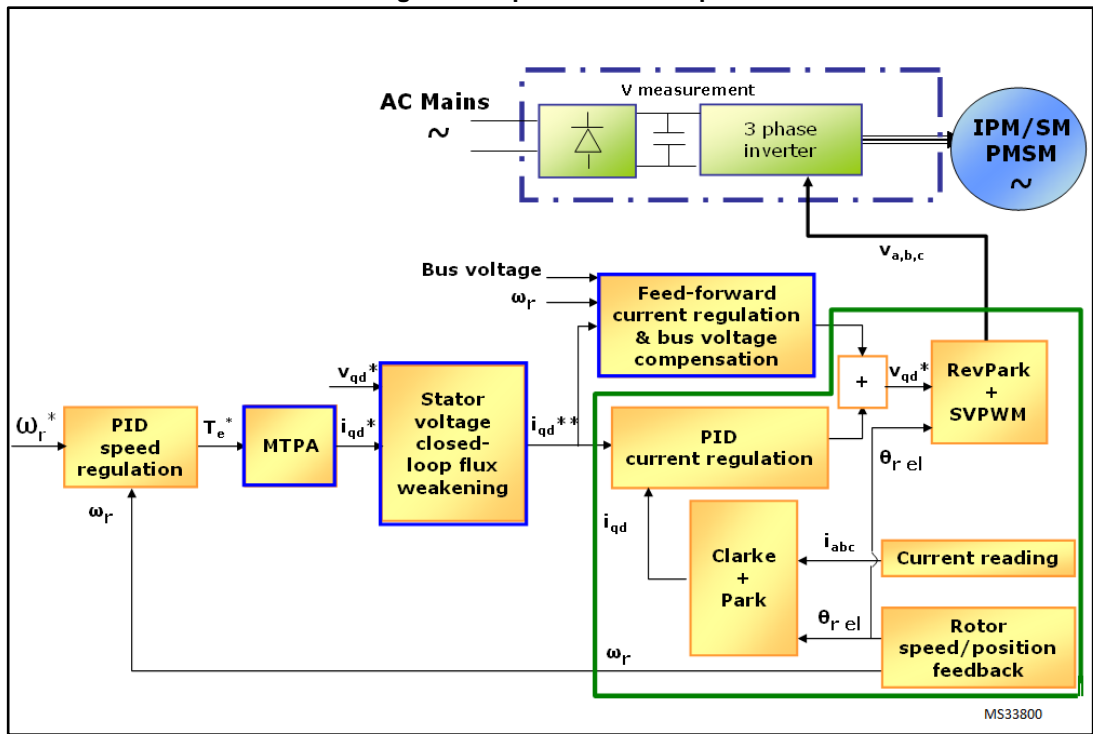 V measurement
AC Mains
~
3 phase
inverter
IPM/SM
PMSM
~
v a,b,c
Bus voltage
ωr
Feed-forward
current regulation
& bus voltage
compensation
+
vqd*
RevPark
+
SVPWM
vqd*
ωr*
PID
speed
regulation
Te*
MTPA
iqd*
Stator
voltage
closed-
loop flux
weakening
iqd**
PID
current regulation
θr el
ωr
iqd
Clarke
+
Park
iabc
Current reading
θr el
Rotor
speed/position
feedback
ωr
MS33800